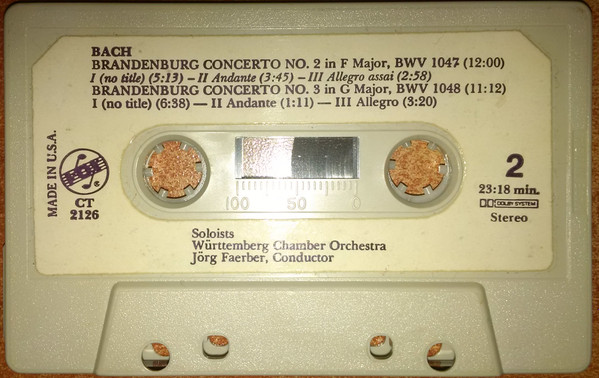 BACH
BRANDENBURG CONCERTO NO. 2 in F Major, BWV 1047 (12:00)
I (no title) (5:13) – II Andante (3:45) – III Allegro assai (2:58)
BRANDENBURG CONCERTO NO. 3 in G Major, BWV 1048 (11:12)
I (no title) (6:38) — II Andante (1:11) — III Allegro (3:20)
MADE IN U.S.A.
VOX
CT
2126
100 50 0
2
23:18 min.
DOLBY SYSTEM
Stereo
Soloists
Württemberg Chamber Orchestra
Jörg Faerber, Conductor